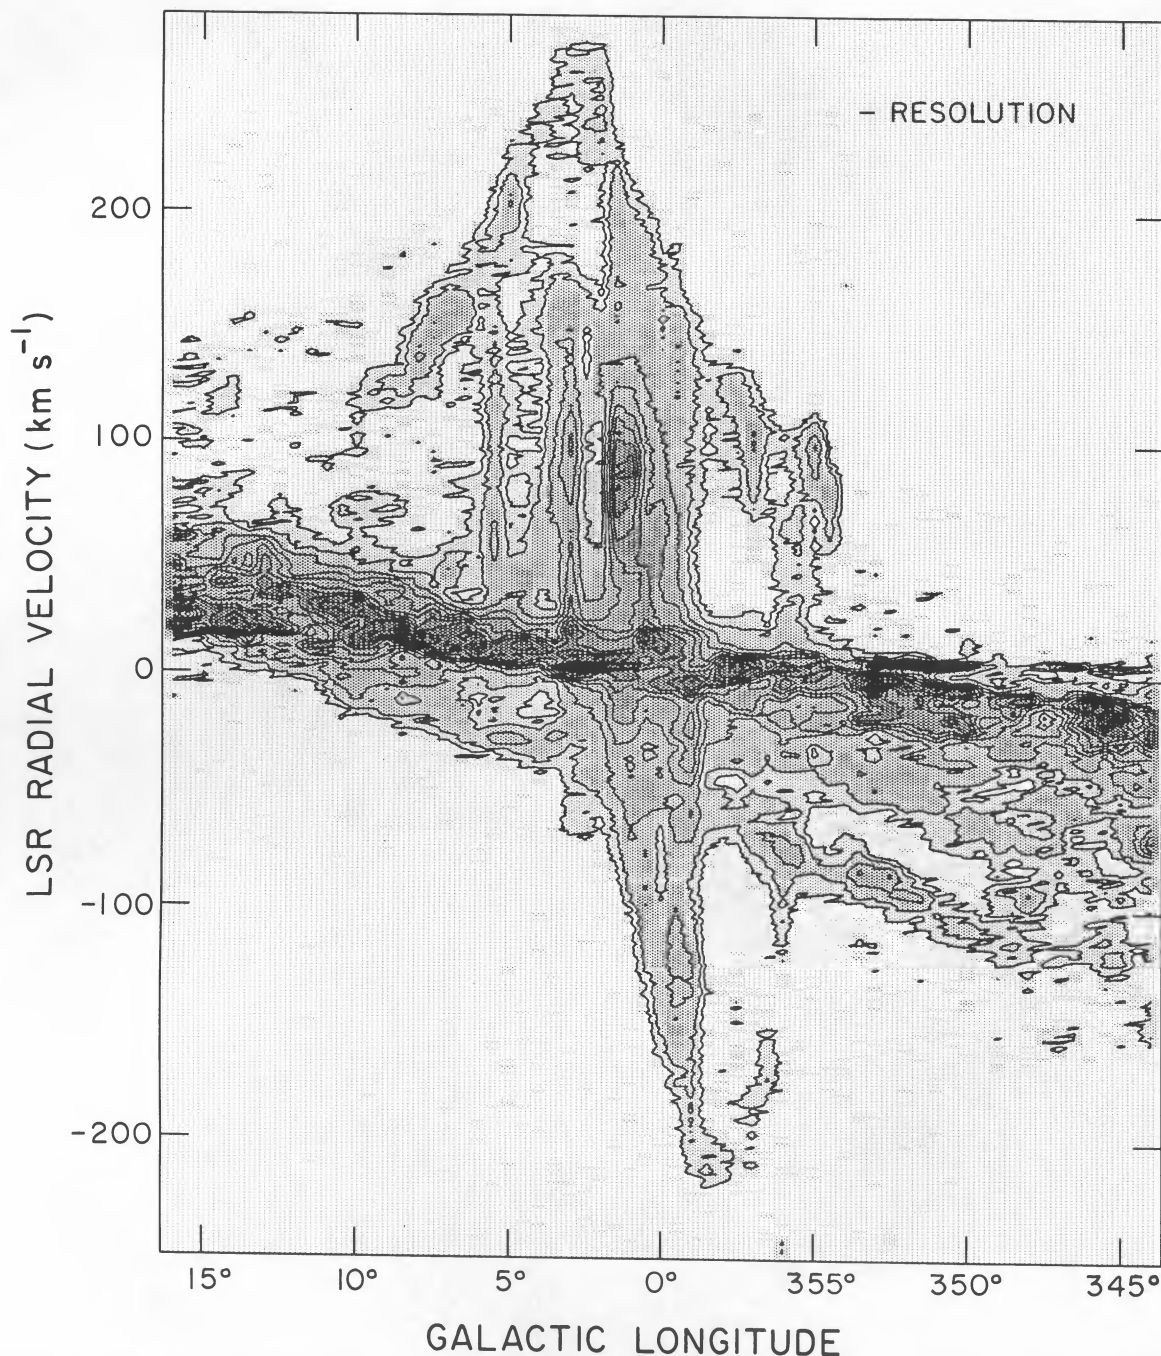 – RESOLUTION
200
100
0
-100
-200
LSR RADIAL VELOCITY (km s⁻¹)
15° 10° 5° 0° 355° 350° 345°
GALACTIC LONGITUDE